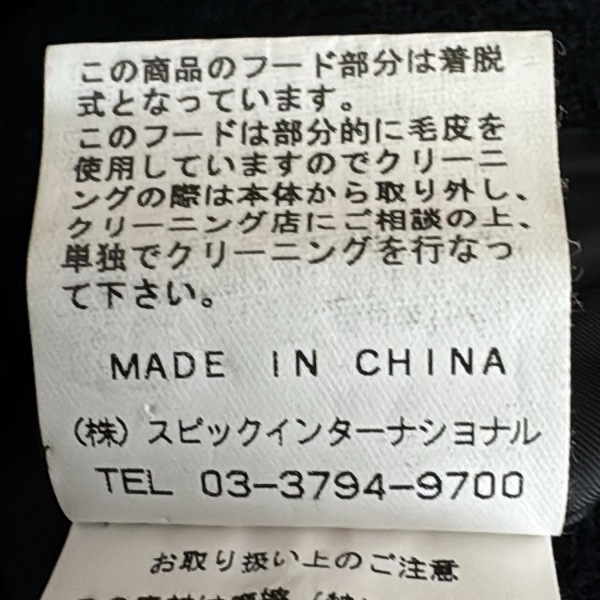 この商品のフード部分は着脱
式となっています。
このフードは部分的に毛皮を
使用していますのでクリーニ
ングの際は本体から取り外し、
クリーニング店にご相談の上、
単独でクリーニングを行なっ
て下さい。
MADE IN CHINA
(株)スピックインターナショナル
TEL 03-3794-9700
お取り扱い上のご注意